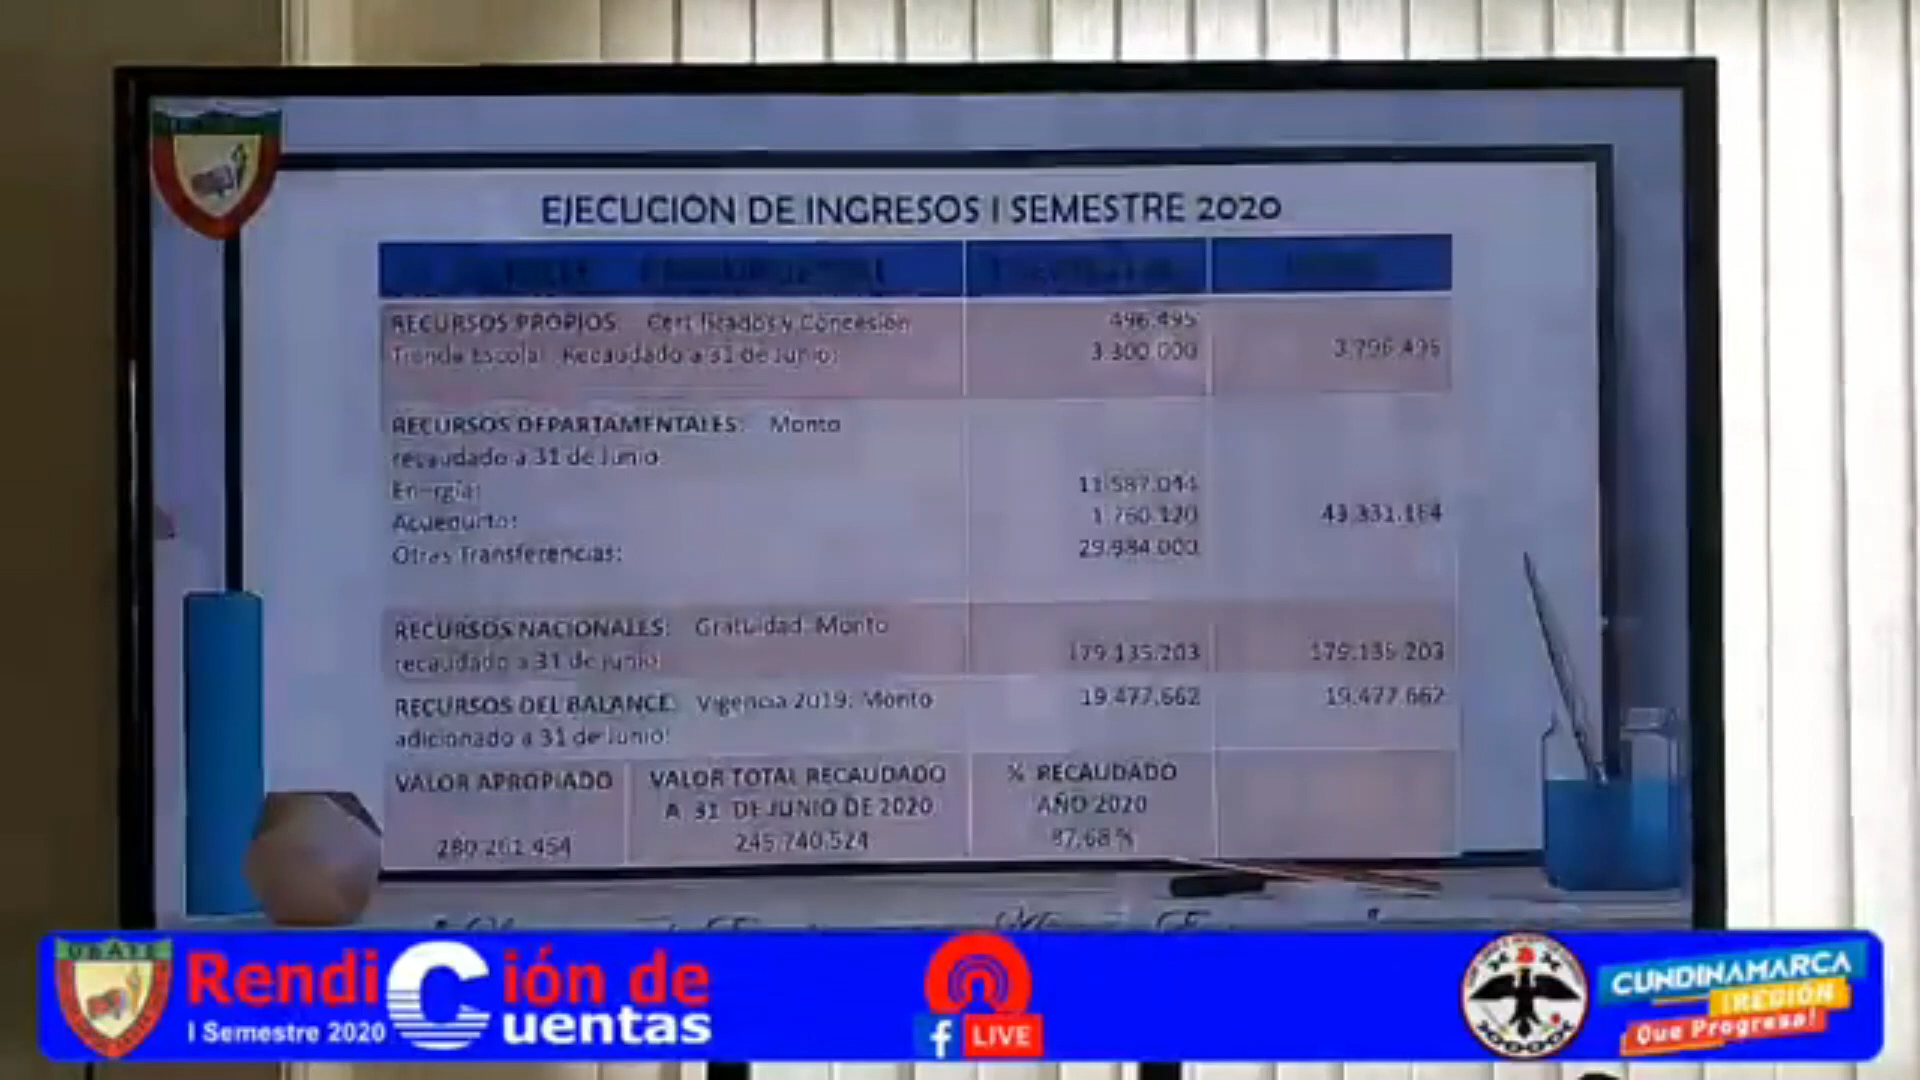 EJECUCIÓN DE INGRESOS I SEMESTRE 2020
RECURSOS PROPIOS: Certificados y Concesión 496.495
Tienda Escolar. Recaudado a 31 de Junio: 3.300.000 3.796.495
RECURSOS DEPARTAMENTALES: Monto
recaudado a 31 de Junio
Energía: 11.587.044
Acueducto: 1.760.120 43.331.164
Otras Transferencias: 29.984.000
RECURSOS NACIONALES: Gratuidad. Monto
recaudado a 31 de junio: 179.135.203 179.135.203
RECURSOS DEL BALANCE: Vigencia 2019: Monto 19.477.662 19.477.662
adicionado a 31 de Junio:
VALOR APROPIADO VALOR TOTAL RECAUDADO % RECAUDADO
A 31 DE JUNIO DE 2020 AÑO 2020
280.261.454 245.740.524 87,68 %
UBATE
Rendición de
Cuentas
I Semestre 2020
f LIVE
CUNDINAMARCA
¡REGIÓN
Que Progresa!